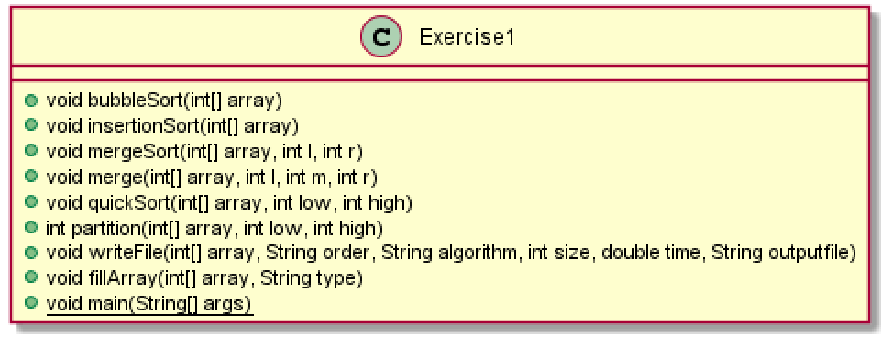 C Exercise1
void bubbleSort(int[] array)
void insertionSort(int[] array)
void mergeSort(int[] array, int l, int r)
void merge(int[] array, int l, int m, int r)
void quickSort(int[] array, int low, int high)
int partition(int[] array, int low, int high)
void writeFile(int[] array, String order, String algorithm, int size, double time, String outputfile)
void fillArray(int[] array, String type)
void main(String[] args)